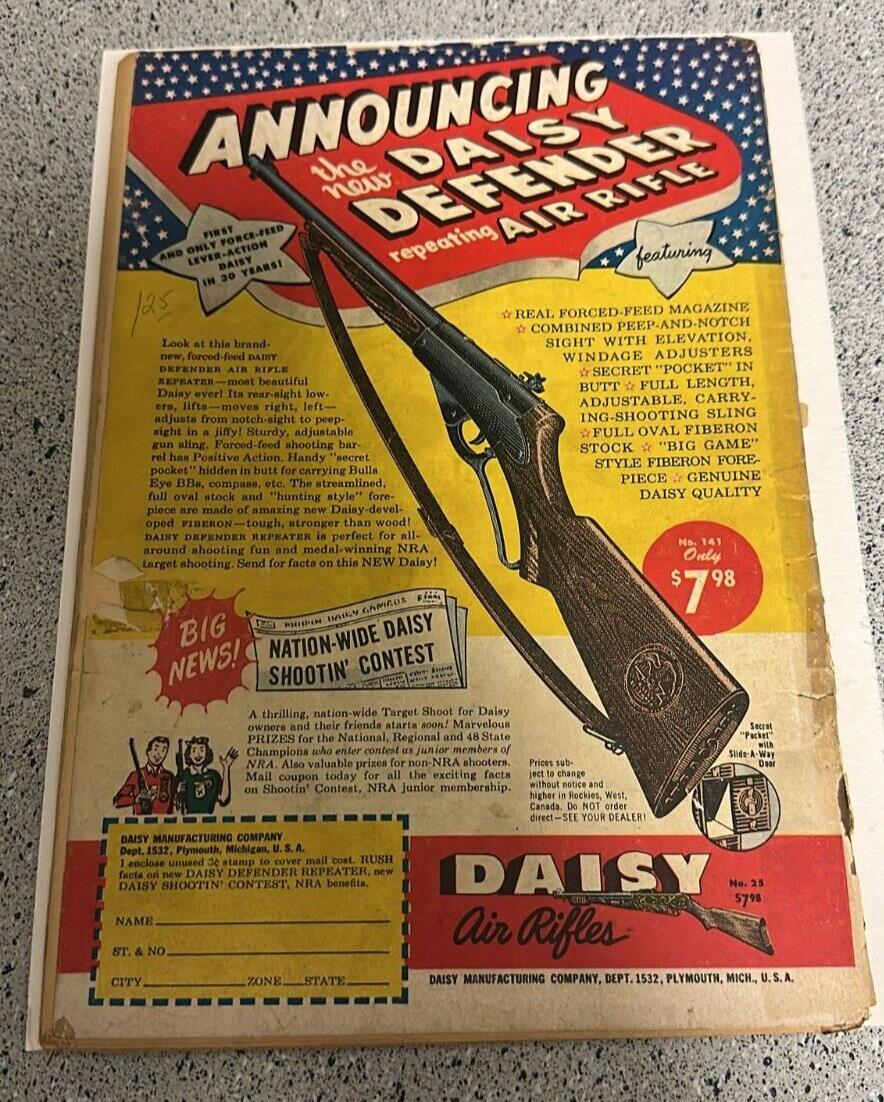 ANNOUNCING
the new DAISY
DEFENDER
repeating AIR RIFLE
FIRST
AND ONLY FORCE-FEED
LEVER-ACTION
DAISY
IN 30 YEARS!
featuring
125
☆ REAL FORCED-FEED MAGAZINE
☆ COMBINED PEEP-AND-NOTCH
SIGHT WITH ELEVATION,
WINDAGE ADJUSTERS
☆ SECRET "POCKET" IN
BUTT ☆ FULL LENGTH,
ADJUSTABLE, CARRY-
ING-SHOOTING SLING
☆ FULL OVAL FIBERON
STOCK ☆ "BIG GAME"
STYLE FIBERON FORE-
PIECE ☆ GENUINE
DAISY QUALITY
Look at this brand-
new, forced-feed DAISY
DEFENDER AIR RIFLE
REPEATER—most beautiful
Daisy ever! Its rear-sight low-
ers, lifts—moves right, left—
adjusts from notch-sight to peep-
sight in a jiffy! Sturdy, adjustable
gun sling. Forced-feed shooting bar-
rel has Positive Action. Handy "secret
pocket" hidden in butt for carrying Bulls
Eye BBs, compass, etc. The streamlined,
full oval stock and "hunting style" fore-
piece are made of amazing new Daisy-devel-
oped FIBERON—tough, stronger than wood!
DAISY DEFENDER REPEATER is perfect for all-
around shooting fun and medal-winning NRA
target shooting. Send for facts on this NEW Daisy!
No. 141
Only
$7.98
BIG
NEWS!
NATION-WIDE DAISY
SHOOTIN' CONTEST
A thrilling, nation-wide Target Shoot for Daisy
owners and their friends starts soon! Marvelous
PRIZES for the National, Regional and 48 State
Champions who enter contest as junior members of
NRA. Also valuable prizes for non-NRA shooters.
Mail coupon today for all the exciting facts
on Shootin' Contest, NRA junior membership.
Prices sub-
ject to change
without notice and
higher in Rockies, West,
Canada. Do NOT order
direct—SEE YOUR DEALER!
Secret
"Pocket"
with
Slide-A-Way
Door
DAISY MANUFACTURING COMPANY
Dept. 1532, Plymouth, Michigan, U. S. A.
I enclose unused 3¢ stamp to cover mail cost. RUSH
facts on new DAISY DEFENDER REPEATER, new
DAISY SHOOTIN' CONTEST, NRA benefits.
NAME
ST. & NO.
CITY ZONE STATE
DAISY
Air Rifles
No. 25
$7.98
DAISY MANUFACTURING COMPANY, DEPT. 1532, PLYMOUTH, MICH., U. S. A.